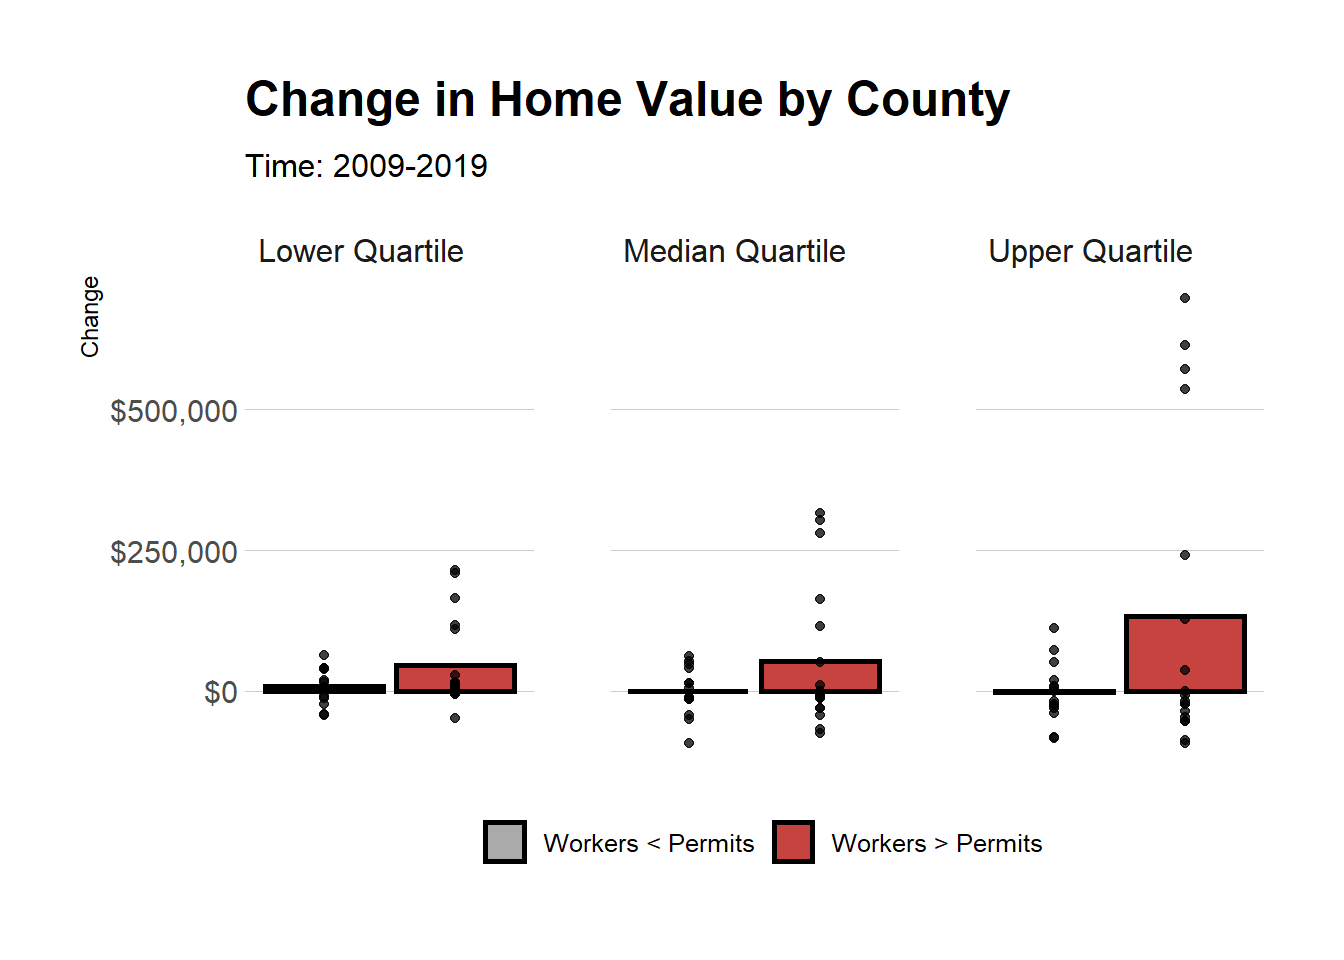 Change in Home Value by County
Time: 2009-2019
Lower Quartile
Median Quartile
Upper Quartile
Change
$500,000
$250,000
$0
Workers < Permits
Workers > Permits